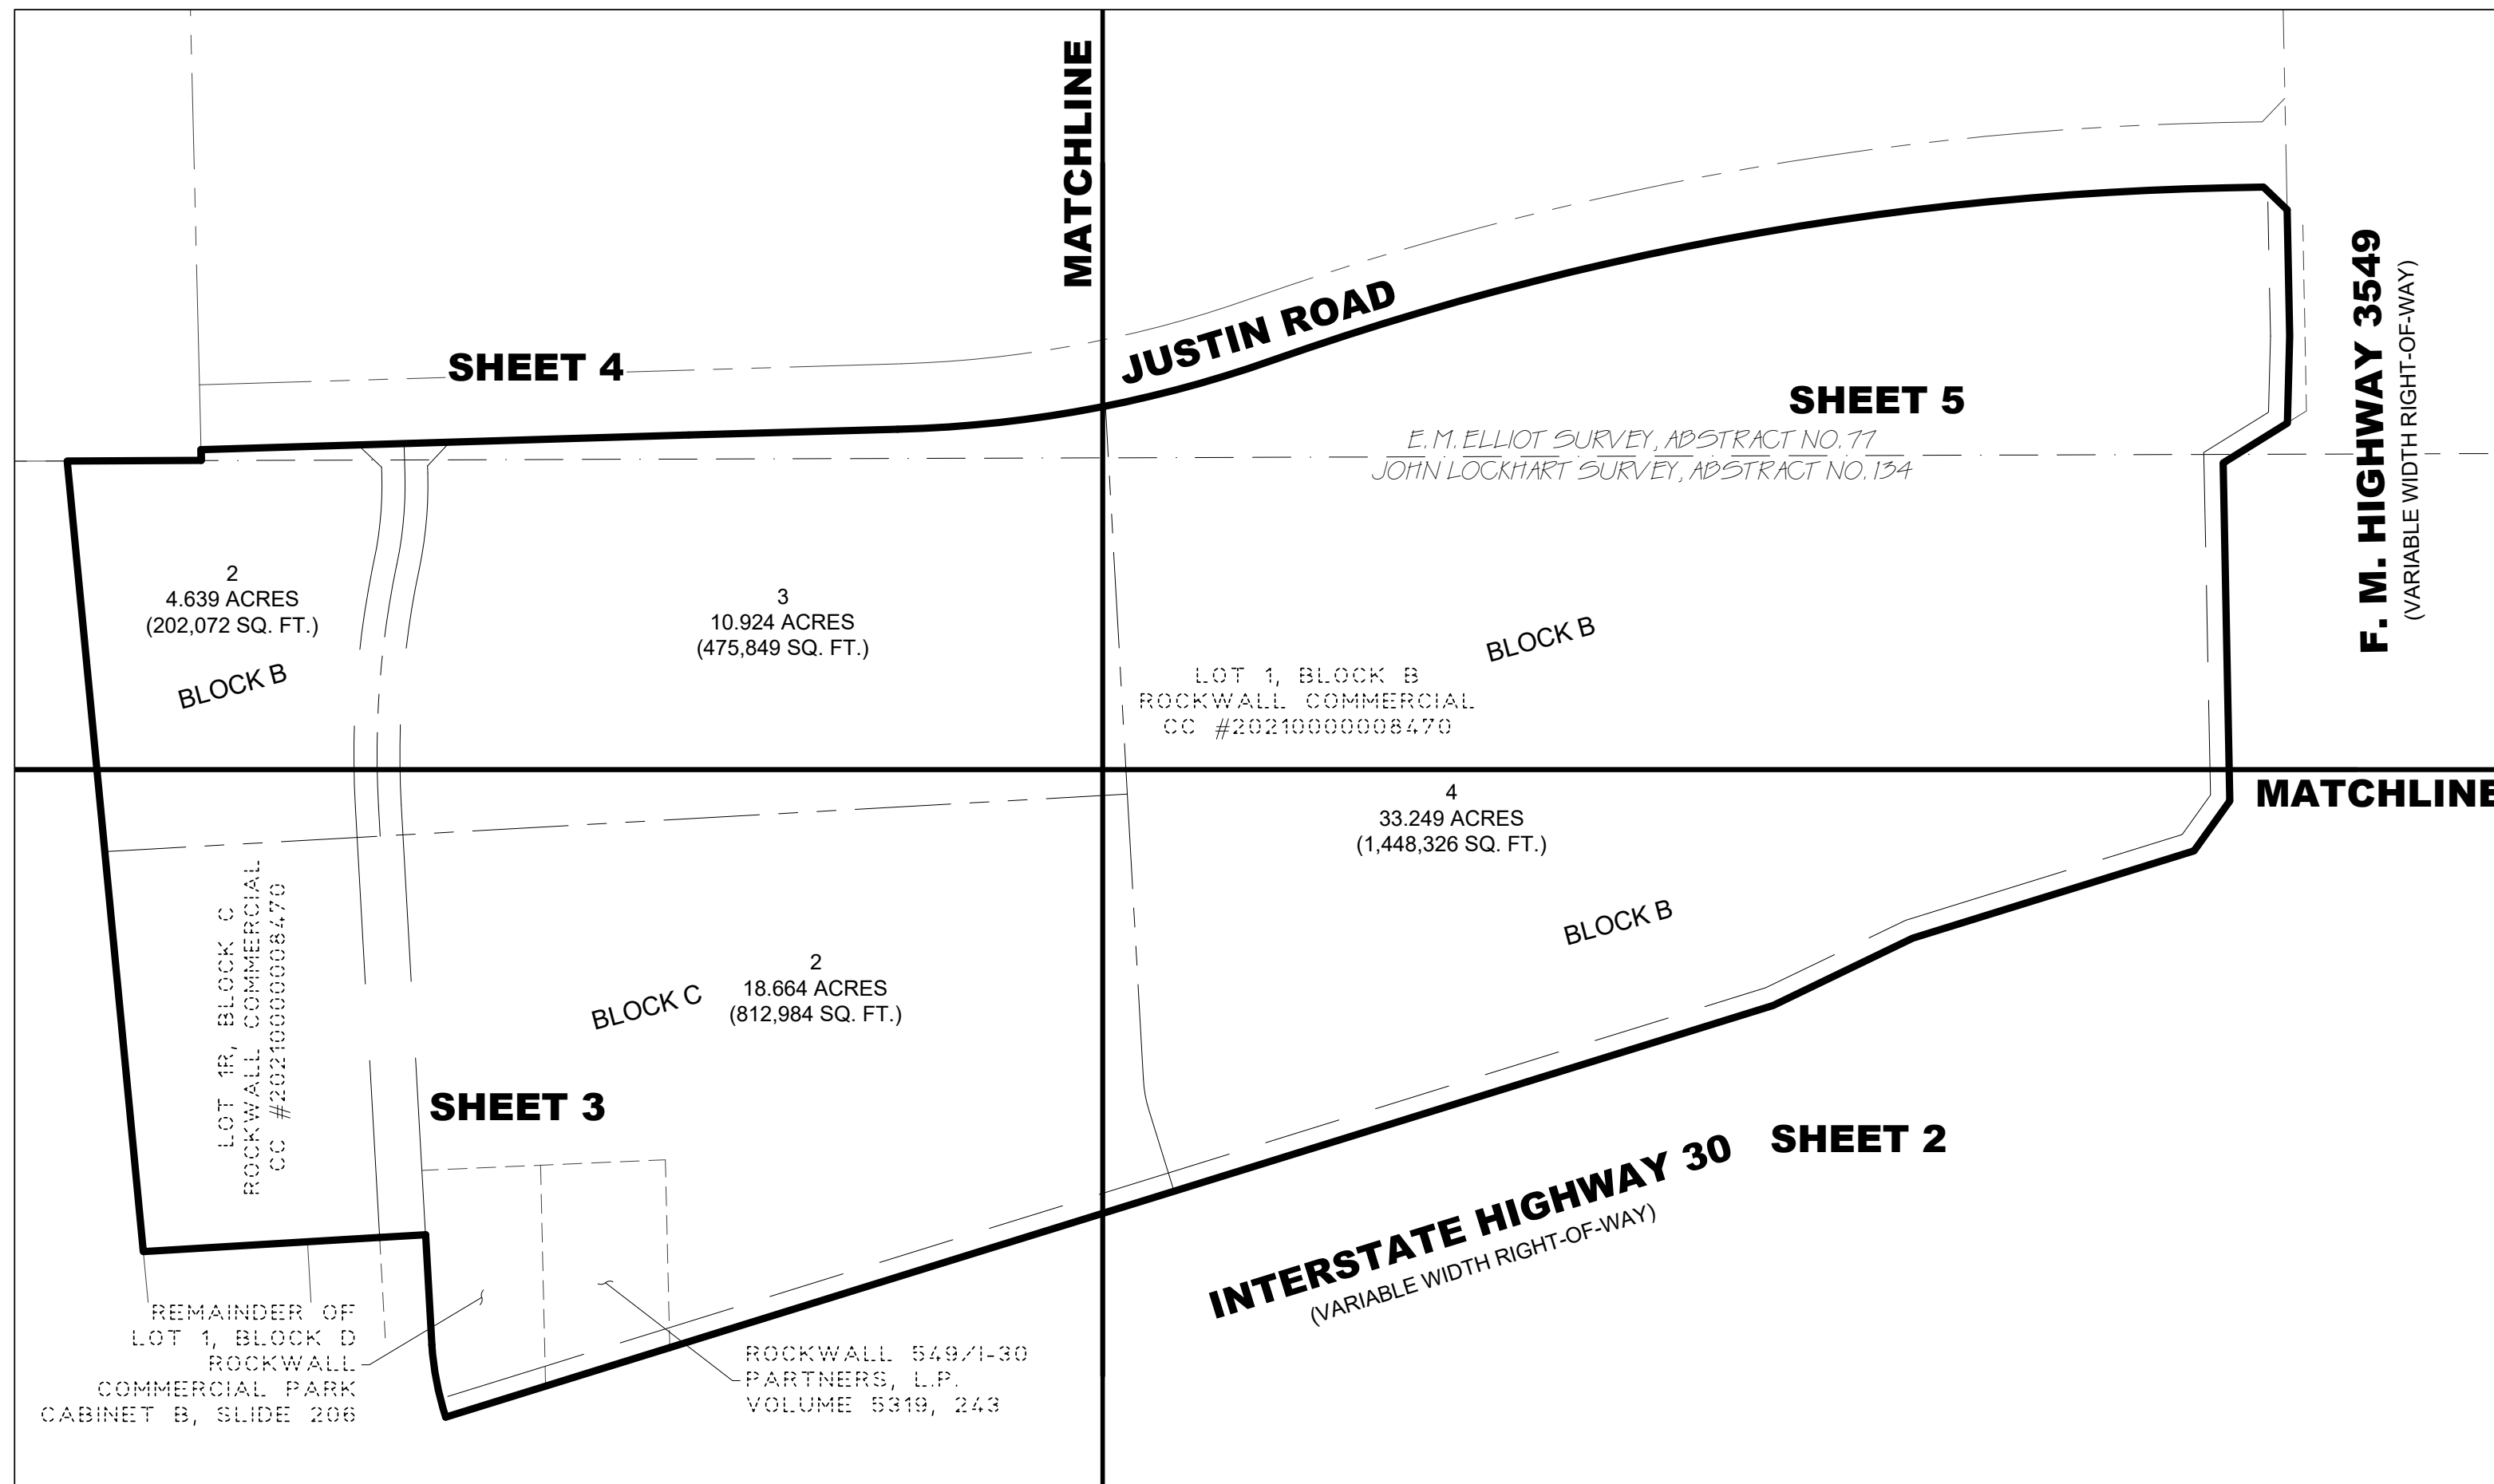 MATCHLINE
JUSTIN ROAD
SHEET 4
SHEET 5
E. M. ELLIOT SURVEY, ABSTRACT NO. 77
JOHN LOCKHART SURVEY, ABSTRACT NO. 134
F. M. HIGHWAY 3549
(VARIABLE WIDTH RIGHT-OF-WAY)
2
4.639 ACRES
(202,072 SQ. FT.)
BLOCK B
3
10.924 ACRES
(475,849 SQ. FT.)
BLOCK B
LOT 1, BLOCK B
ROCKWALL COMMERCIAL
CC #20210000008470
MATCHLINE
4
33.249 ACRES
(1,448,326 SQ. FT.)
BLOCK B
LOT 1R, BLOCK C
ROCKWALL COMMERCIAL
CC #20210000008470
2
18.664 ACRES
(812,984 SQ. FT.)
BLOCK C
SHEET 3
SHEET 2
INTERSTATE HIGHWAY 30
(VARIABLE WIDTH RIGHT-OF-WAY)
REMAINDER OF
LOT 1, BLOCK D
ROCKWALL
COMMERCIAL PARK
CABINET B, SLIDE 206
ROCKWALL 549/I-30
PARTNERS, L.P.
VOLUME 5319, 243